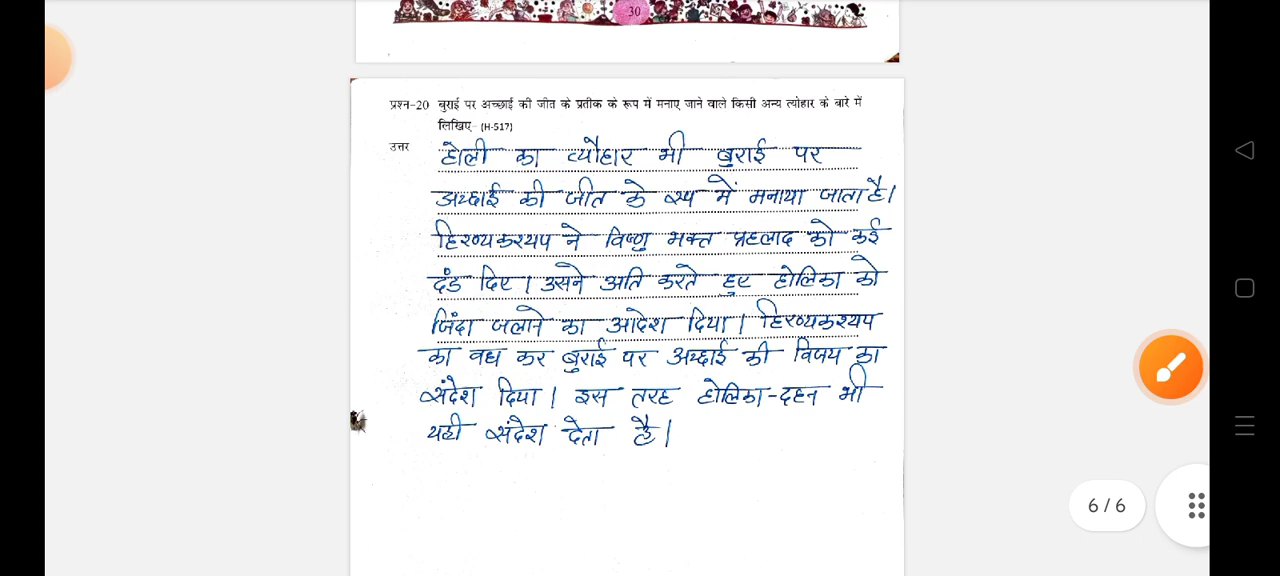 30
प्रश्न-20 बुराई पर अच्छाई की जीत के प्रतीक के रूप में मनाए जाने वाले किसी अन्य त्योहार के बारे में
लिखिए- (H-517)
उत्तर
होली का त्यौहार भी बुराई पर
अच्छाई की जीत के रूप में मनाया जाता है।
हिरण्यकश्यप ने विष्णु भक्त प्रहलाद को कई
दंड दिए। उसने अति करते हुए होलिका को
जिंदा जलाने का आदेश दिया। हिरण्यकश्यप
का वध कर बुराई पर अच्छाई की विजय का
संदेश दिया। इस तरह होलिका-दहन भी
यही संदेश देता है।
6/6